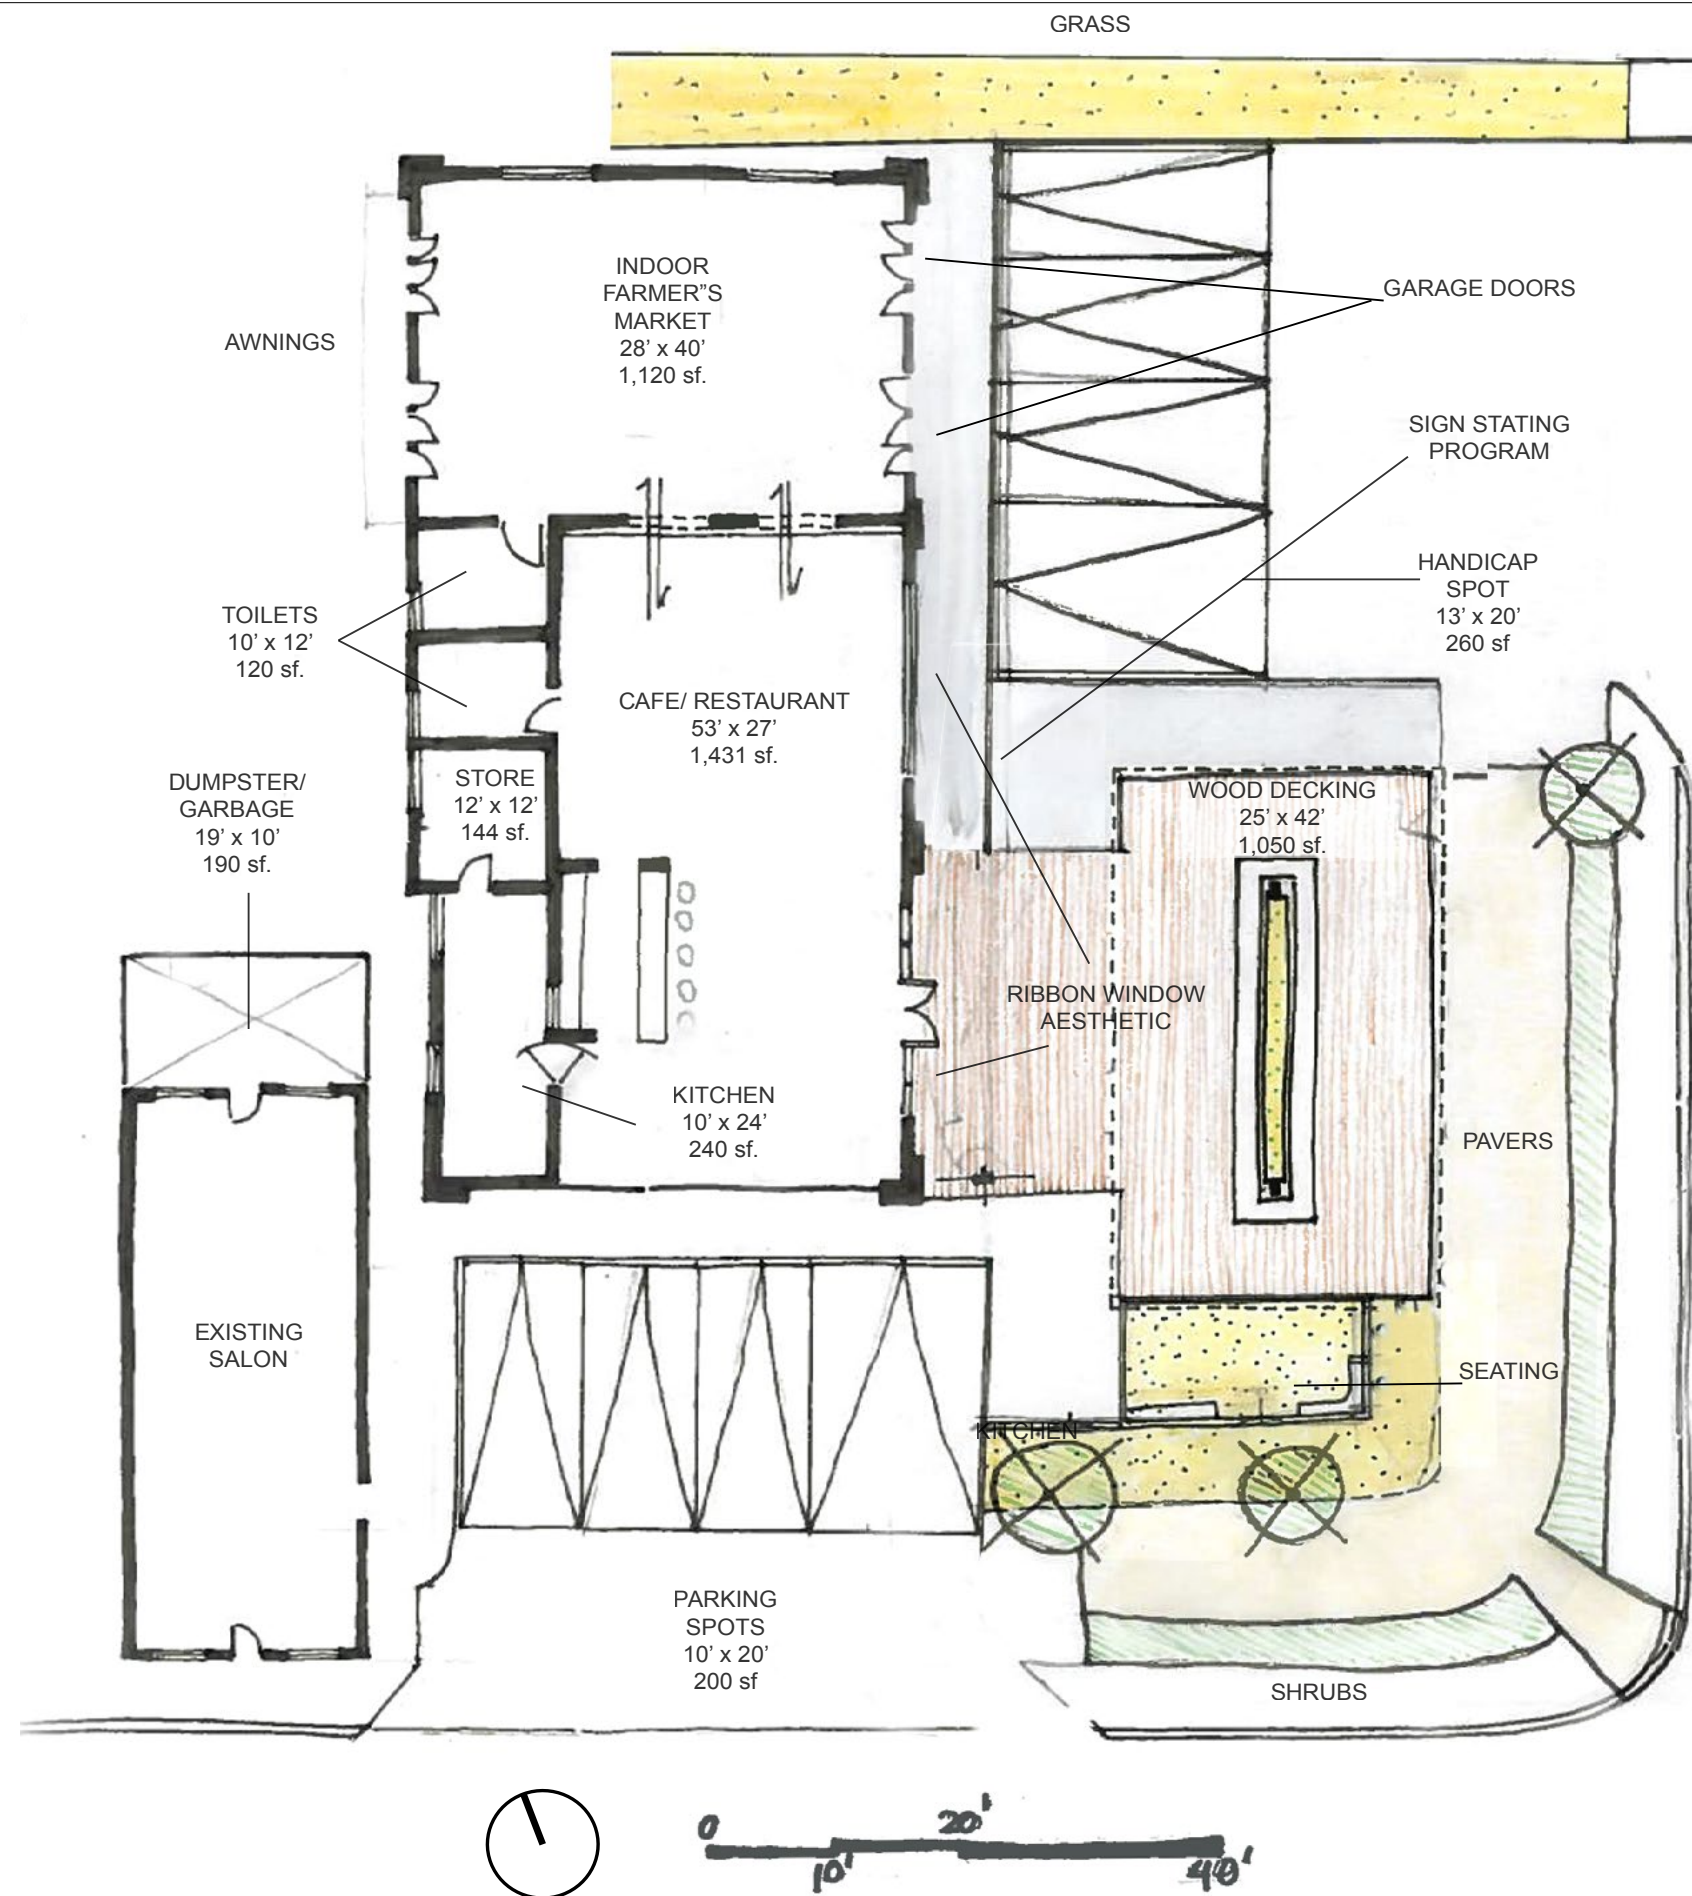 GRASS
INDOOR
FARMER"S
MARKET
28' x 40'
1,120 sf.
GARAGE DOORS
AWNINGS
SIGN STATING
PROGRAM
HANDICAP
SPOT
13' x 20'
260 sf
TOILETS
10' x 12'
120 sf.
CAFE/ RESTAURANT
53' x 27'
1,431 sf.
DUMPSTER/
GARBAGE
19' x 10'
190 sf.
STORE
12' x 12'
144 sf.
WOOD DECKING
25' x 42'
1,050 sf.
RIBBON WINDOW
AESTHETIC
KITCHEN
10' x 24'
240 sf.
PAVERS
EXISTING
SALON
SEATING
KITCHEN
PARKING
SPOTS
10' x 20'
200 sf
SHRUBS
0
20'
10'
40'